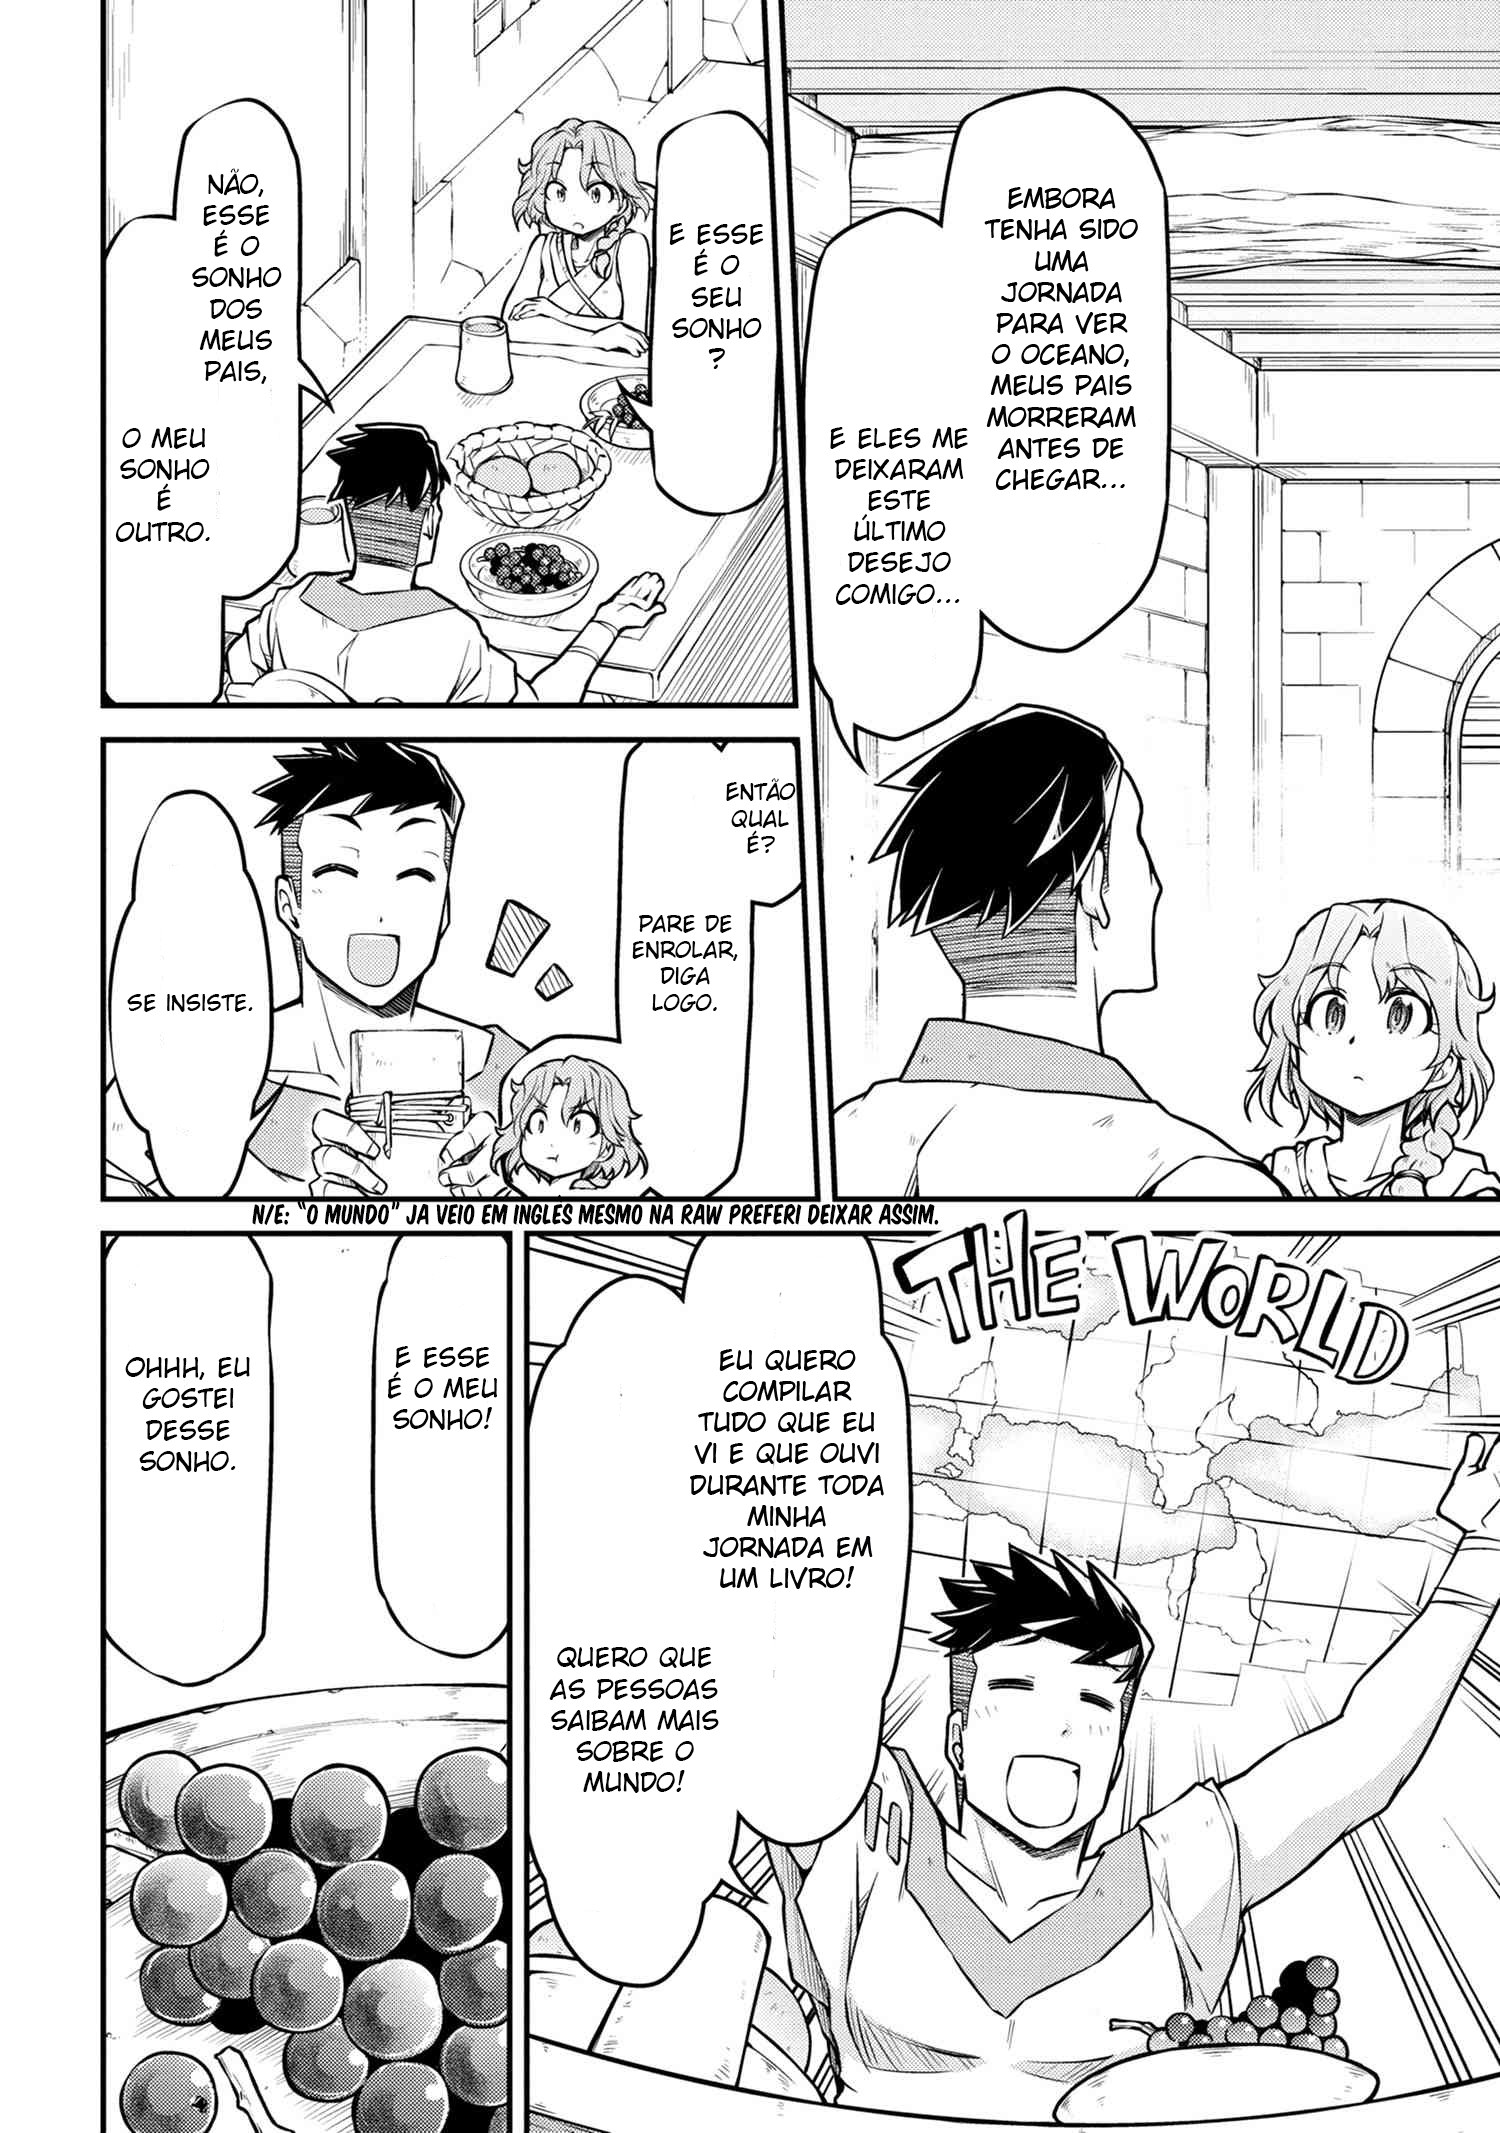 EMBORA
TENHA SIDO
UMA
JORNADA
PARA VER
O OCEANO,
MEUS PAIS
MORRERAM
ANTES DE
CHEGAR...
E ELES ME
DEIXARAM
ESTE
ÚLTIMO
DESEJO
COMIGO...
E ESSE
É O
SEU
SONHO
?
NÃO,
ESSE
É O
SONHO
DOS
MEUS
PAIS,
O MEU
SONHO
É
OUTRO.
ENTÃO
QUAL
É?
PARE DE
ENROLAR,
DIGA
LOGO.
SE INSISTE.
N/E: "O MUNDO" JA VEIO EM INGLES MESMO NA RAW PREFERI DEIXAR ASSIM.
THE WORLD
EU QUERO
COMPILAR
TUDO QUE EU
VI E QUE OUVI
DURANTE TODA
MINHA
JORNADA EM
UM LIVRO!
QUERO QUE
AS PESSOAS
SAIBAM MAIS
SOBRE O
MUNDO!
E ESSE
É O MEU
SONHO!
OHHH, EU
GOSTEI
DESSE
SONHO.